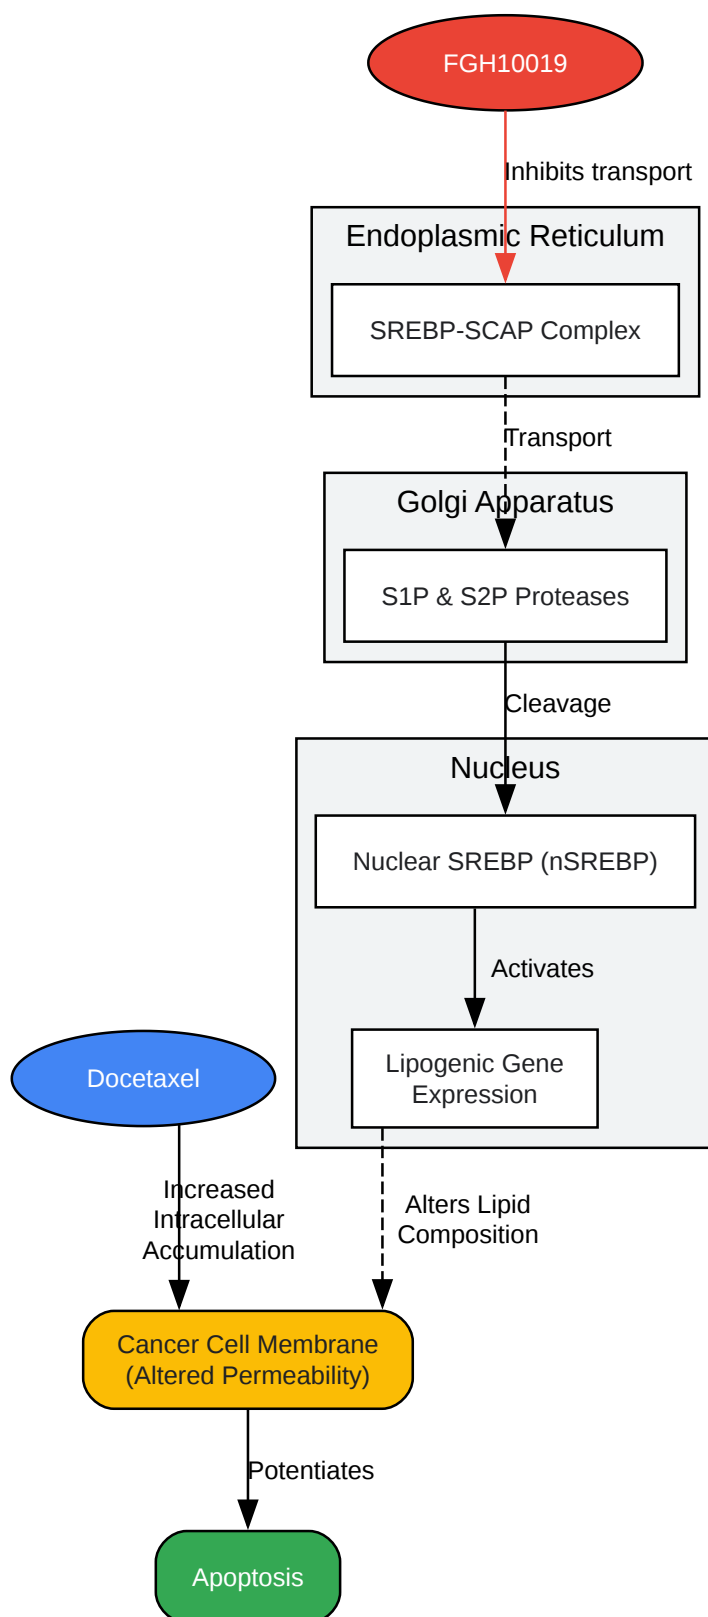 FGH10019
Inhibits transport
Endoplasmic Reticulum
SREBP-SCAP Complex
Transport
Golgi Apparatus
S1P & S2P Proteases
Cleavage
Nucleus
Nuclear SREBP (nSREBP)
Activates
Docetaxel
Lipogenic Gene
Expression
Increased
Intracellular
Accumulation
Alters Lipid
Composition
Cancer Cell Membrane
(Altered Permeability)
Potentiates
Apoptosis